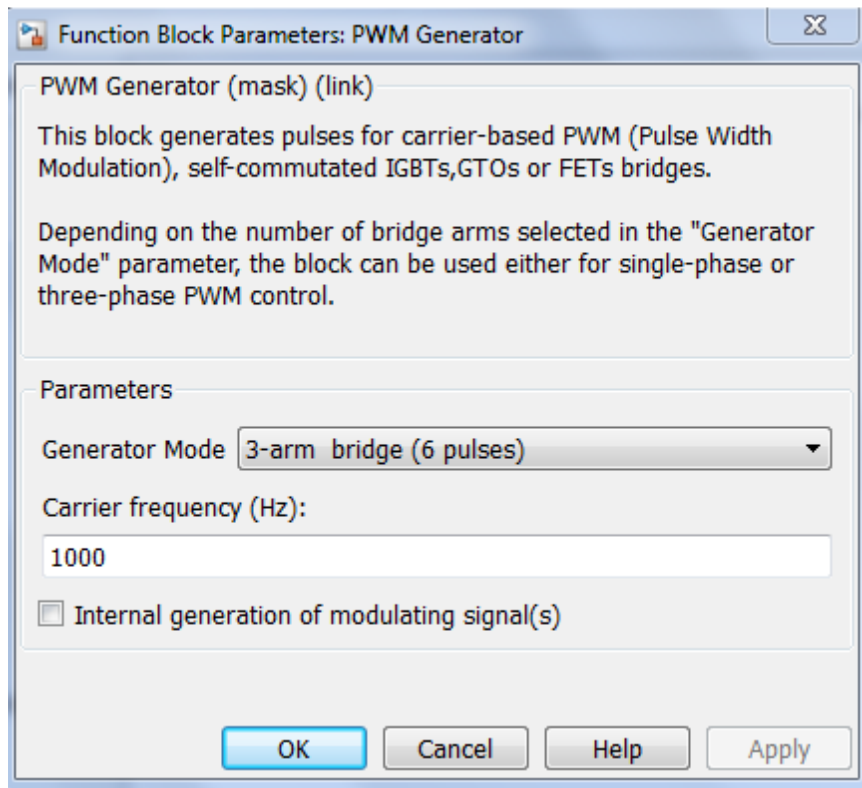 Function Block Parameters: PWM Generator
PWM Generator (mask) (link)
This block generates pulses for carrier-based PWM (Pulse Width
Modulation), self-commutated IGBTs,GTOs or FETs bridges.
Depending on the number of bridge arms selected in the "Generator
Mode" parameter, the block can be used either for single-phase or
three-phase PWM control.
Parameters
Generator Mode 3-arm bridge (6 pulses)
Carrier frequency (Hz):
1000
Internal generation of modulating signal(s)
OK Cancel Help Apply